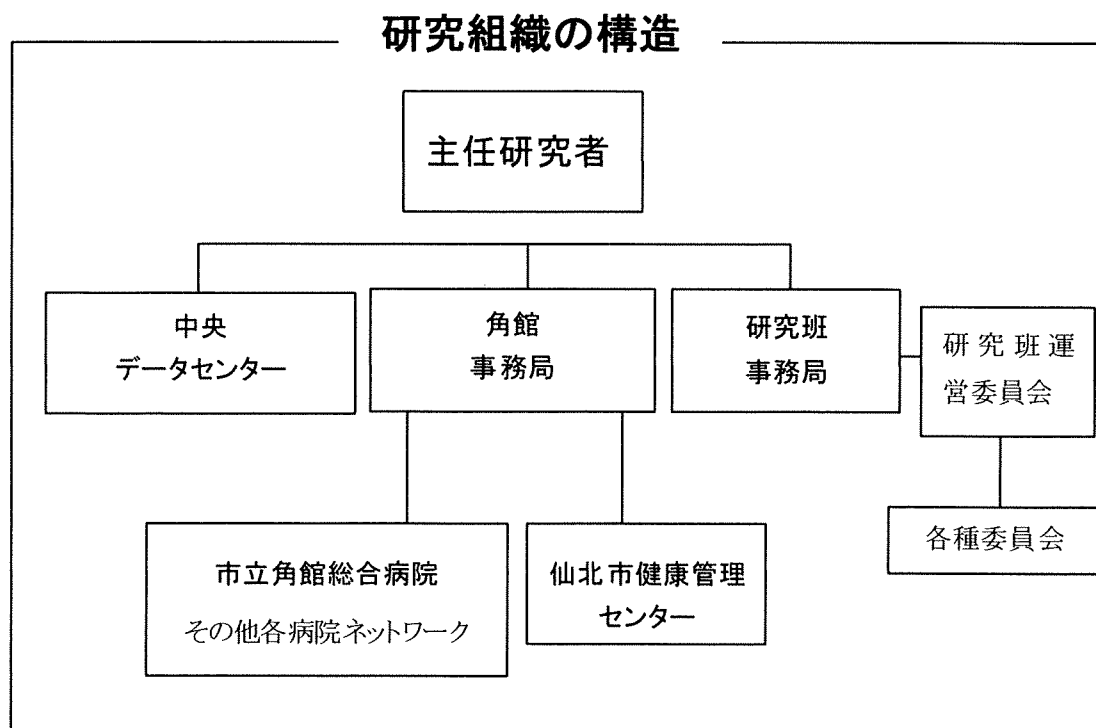 研究組織の構造
主任研究者
中央
データセンター
角館
事務局
研究班
事務局
研究班運
営委員会
各種委員会
市立角館総合病院
その他各病院ネットワーク
仙北市健康管理
センター